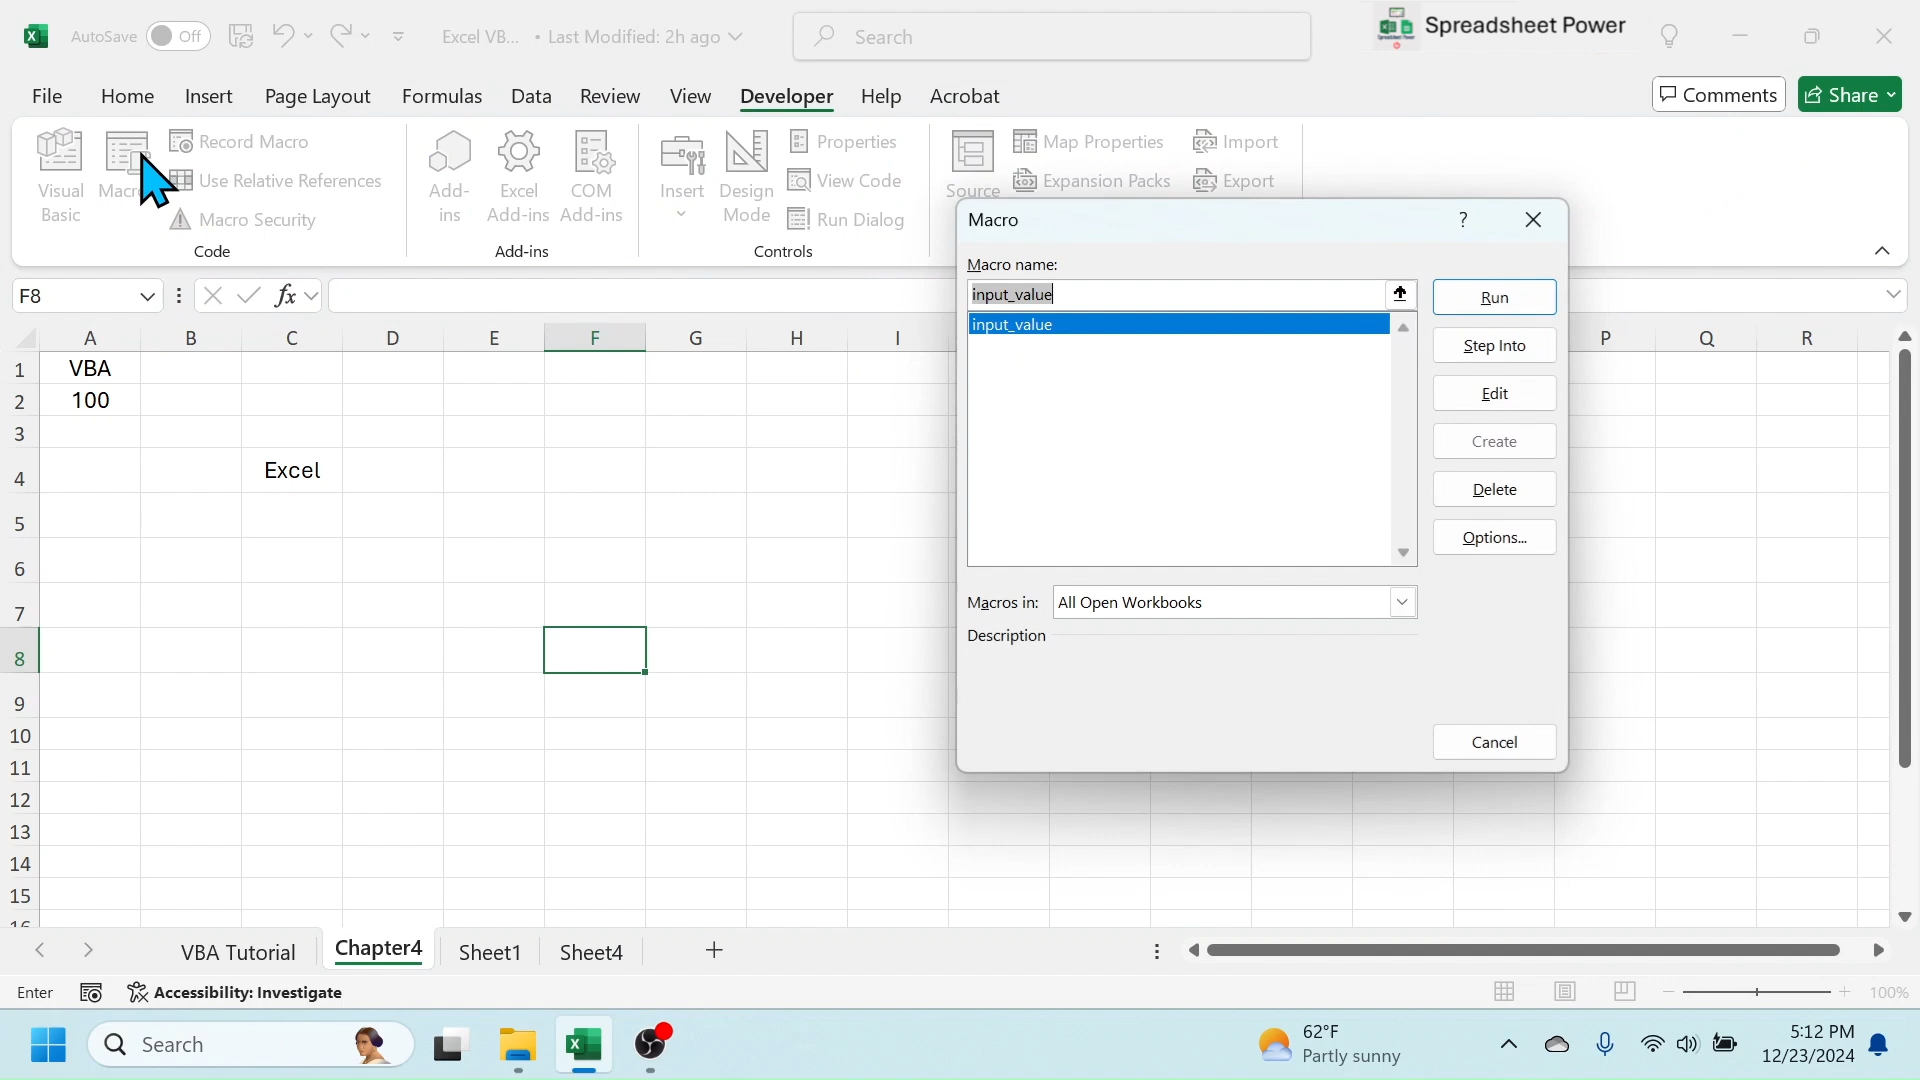 AutoSave Off Excel VB... • Last Modified: 2h ago Search Spreadsheet Power
File Home Insert Page Layout Formulas Data Review View Developer Help Acrobat Comments Share
Visual Basic
Record Macro
Use Relative References
Macro Security
Code
Add-ins
Excel Add-ins
COM Add-ins
Add-ins
Insert
Design Mode
Properties
View Code
Run Dialog
Controls
Source
Map Properties
Expansion Packs
Import
Export
F8 fx
A B C D E F G H I P Q R
1 VBA
2 100
3
4 Excel
5
6
7
8
9
10
11
12
13
14
15
16
Macro ?
Macro name:
input_value
input_value
Run
Step Into
Edit
Create
Delete
Options...
Macros in: All Open Workbooks
Description
Cancel
VBA Tutorial Chapter4 Sheet1 Sheet4 +
Enter Accessibility: Investigate 100%
Search
62°F
Partly sunny
5:12 PM
12/23/2024